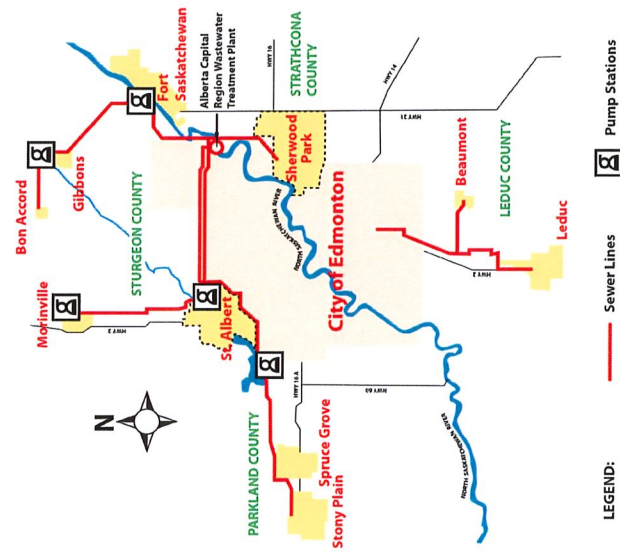 Bon Accord
Gibbons
Morinville
HWY 2
STURGEON COUNTY
Fort
Saskatchewan
Alberta Capital
Region Wastewater
Treatment Plant
HWY 16
STRATHCONA
COUNTY
St. Albert
Sherwood
Park
N
PARKLAND COUNTY
HWY 16 A
Spruce Grove
Stony Plain
City of Edmonton
NORTH SASKATCHEWAN RIVER
HWY 14
HWY 21
HWY 60
Beaumont
LEDUC COUNTY
HWY 2
Leduc
NORTH SASKATCHEWAN RIVER
LEGEND:
Sewer Lines
Pump Stations